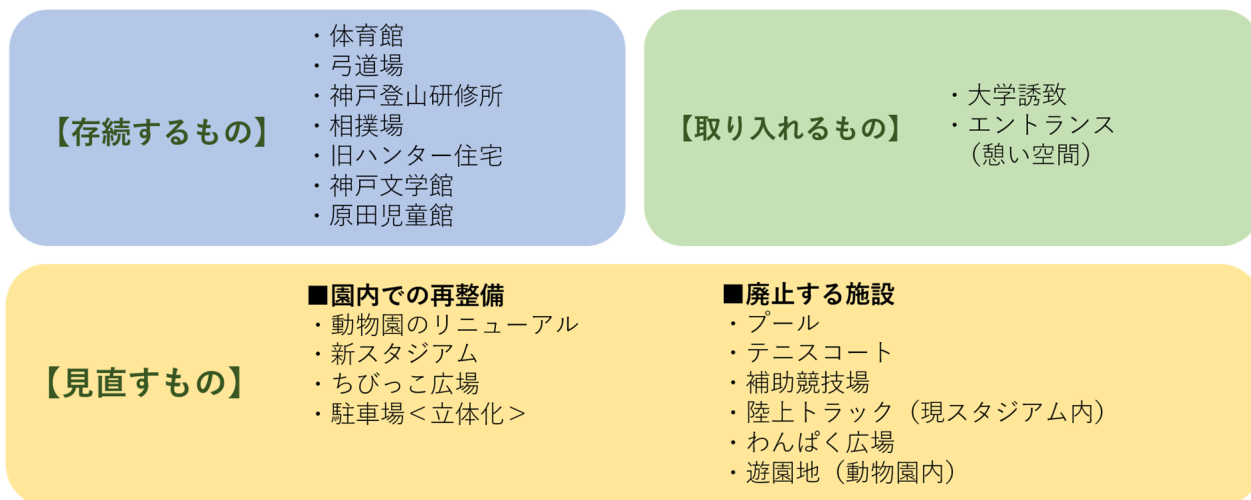 【存続するもの】
・体育館
・弓道場
・神戸登山研修所
・相撲場
・旧ハンター住宅
・神戸文学館
・原田児童館
【取り入れるもの】
・大学誘致
・エントランス
（憩い空間）
【見直すもの】
■園内での再整備
・動物園のリニューアル
・新スタジアム
・ちびっこ広場
・駐車場＜立体化＞
■廃止する施設
・プール
・テニスコート
・補助競技場
・陸上トラック（現スタジアム内）
・わんぱく広場
・遊園地（動物園内）